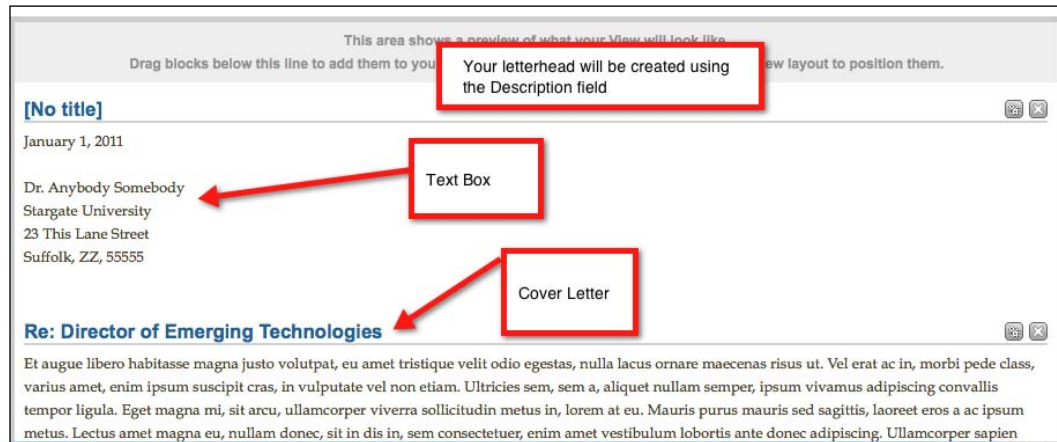 This area shows a preview of what your View will look like.
Drag blocks below this line to add them to you
ew layout to position them.
Your letterhead will be created using
the Description field
[No title]
January 1, 2011
Dr. Anybody Somebody
Stargate University
23 This Lane Street
Suffolk, ZZ, 55555
Text Box
Cover Letter
Re: Director of Emerging Technologies
Et augue libero habitasse magna justo volutpat, eu amet tristique velit odio egestas, nulla lacus ornare maecenas risus ut. Vel erat ac in, morbi pede class,
varius amet, enim ipsum suscipit cras, in vulputate vel non etiam. Ultricies sem, sem a, aliquet nullam semper, ipsum vivamus adipiscing convallis
tempor ligula. Eget magna mi, sit arcu, ullamcorper viverra sollicitudin metus in, lorem at eu. Mauris purus mauris sed sagittis, laoreet eros a ac ipsum
metus. Lectus amet magna eu, nullam donec, sit in dis in, sem consectetuer, enim amet vestibulum lobortis ante donec adipiscing. Ullamcorper sapien